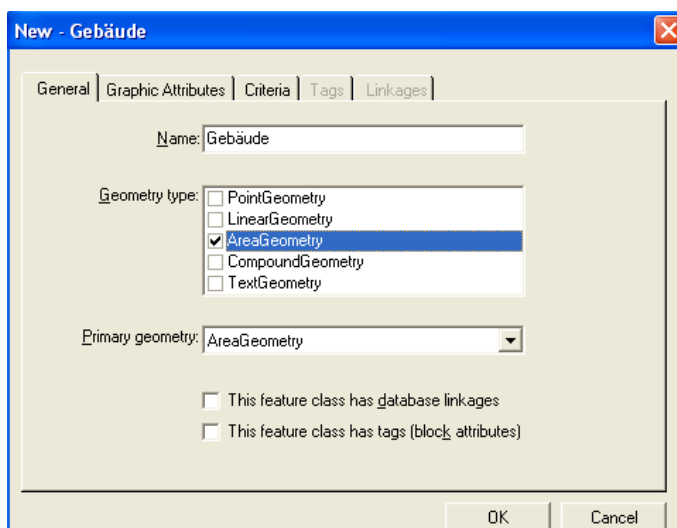 New - Gebäude
General Graphic Attributes Criteria Tags Linkages
Name: Gebäude
Geometry type: PointGeometry
LinearGeometry
AreaGeometry
CompoundGeometry
TextGeometry
Primary geometry: AreaGeometry
This feature class has database linkages
This feature class has tags (block attributes)
OK Cancel